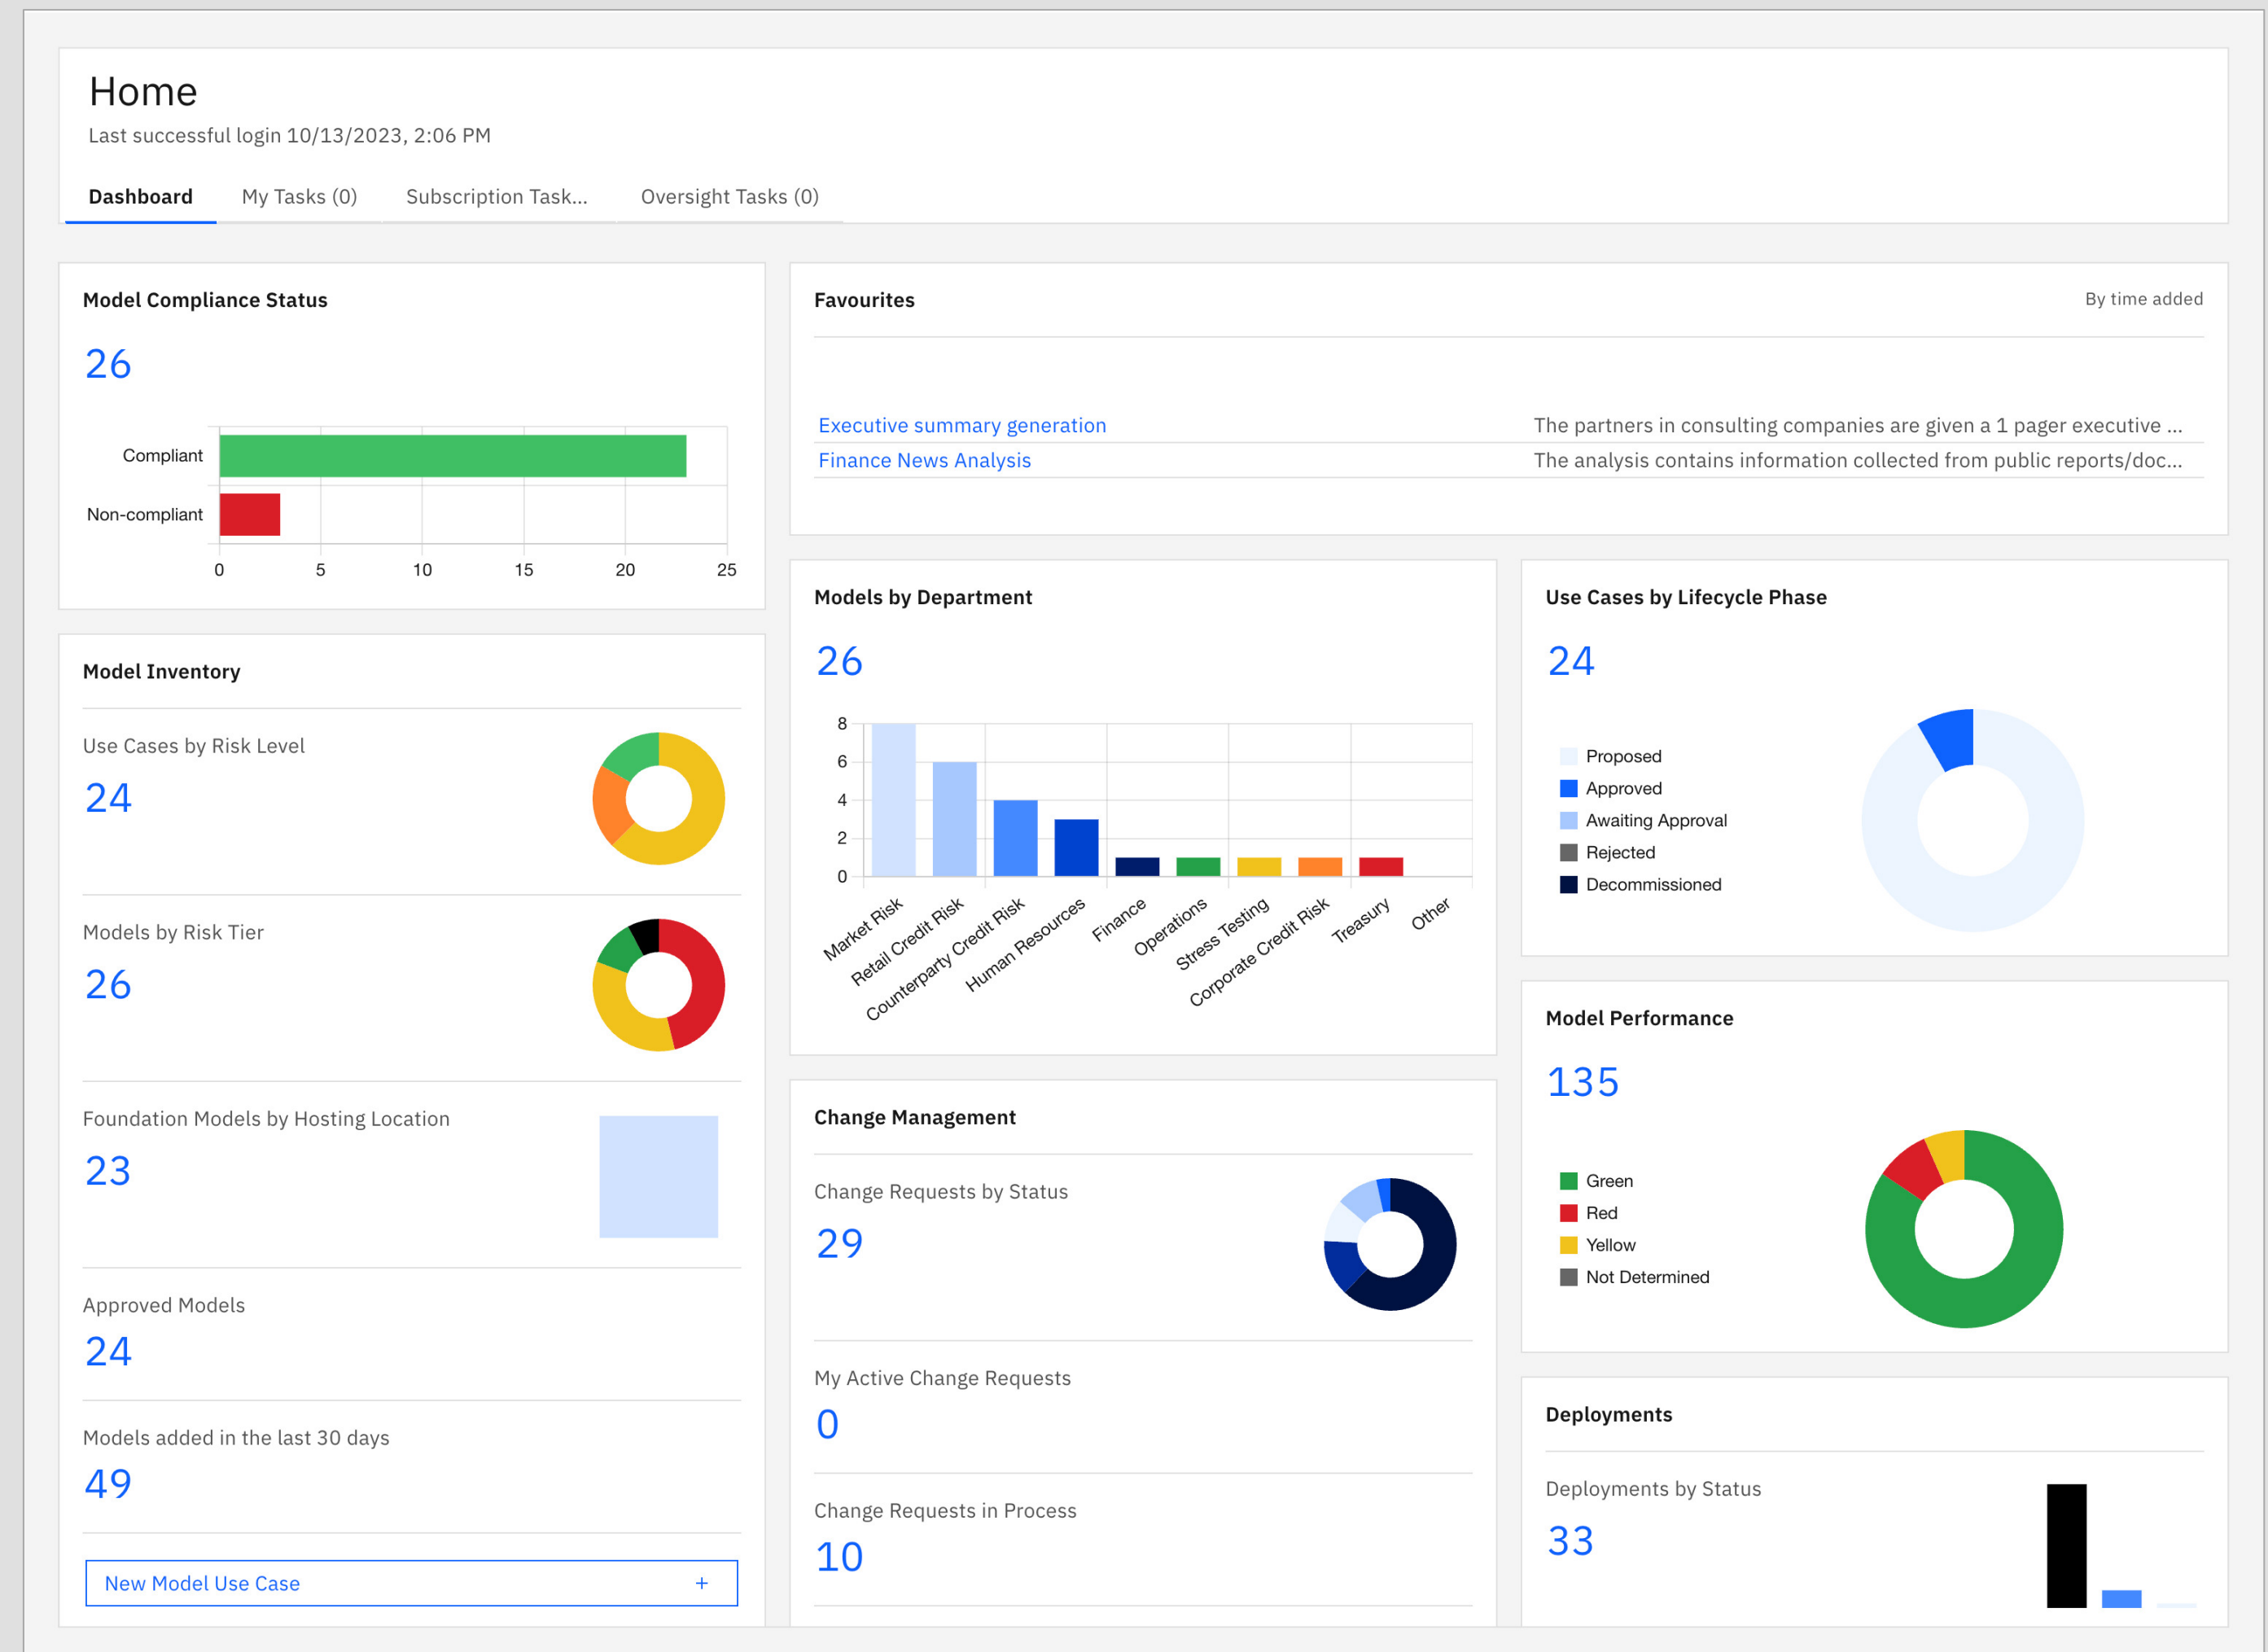 Home
Last successful login 10/13/2023, 2:06 PM
Dashboard
My Tasks (0)
Subscription Task...
Oversight Tasks (0)
Model Compliance Status
26
Compliant
Non-compliant
0 5 10 15 20 25
Favourites
By time added
Executive summary generation
The partners in consulting companies are given a 1 pager executive ...
Finance News Analysis
The analysis contains information collected from public reports/doc...
Model Inventory
Use Cases by Risk Level
24
Models by Risk Tier
26
Foundation Models by Hosting Location
23
Approved Models
24
Models added in the last 30 days
49
New Model Use Case +
Models by Department
26
8
6
4
2
0
Market Risk
Retail Credit Risk
Counterparty Credit Risk
Human Resources
Finance
Operations
Stress Testing
Corporate Credit Risk
Treasury
Other
Change Management
Change Requests by Status
29
My Active Change Requests
0
Change Requests in Process
10
Use Cases by Lifecycle Phase
24
Proposed
Approved
Awaiting Approval
Rejected
Decommissioned
Model Performance
135
Green
Red
Yellow
Not Determined
Deployments
Deployments by Status
33